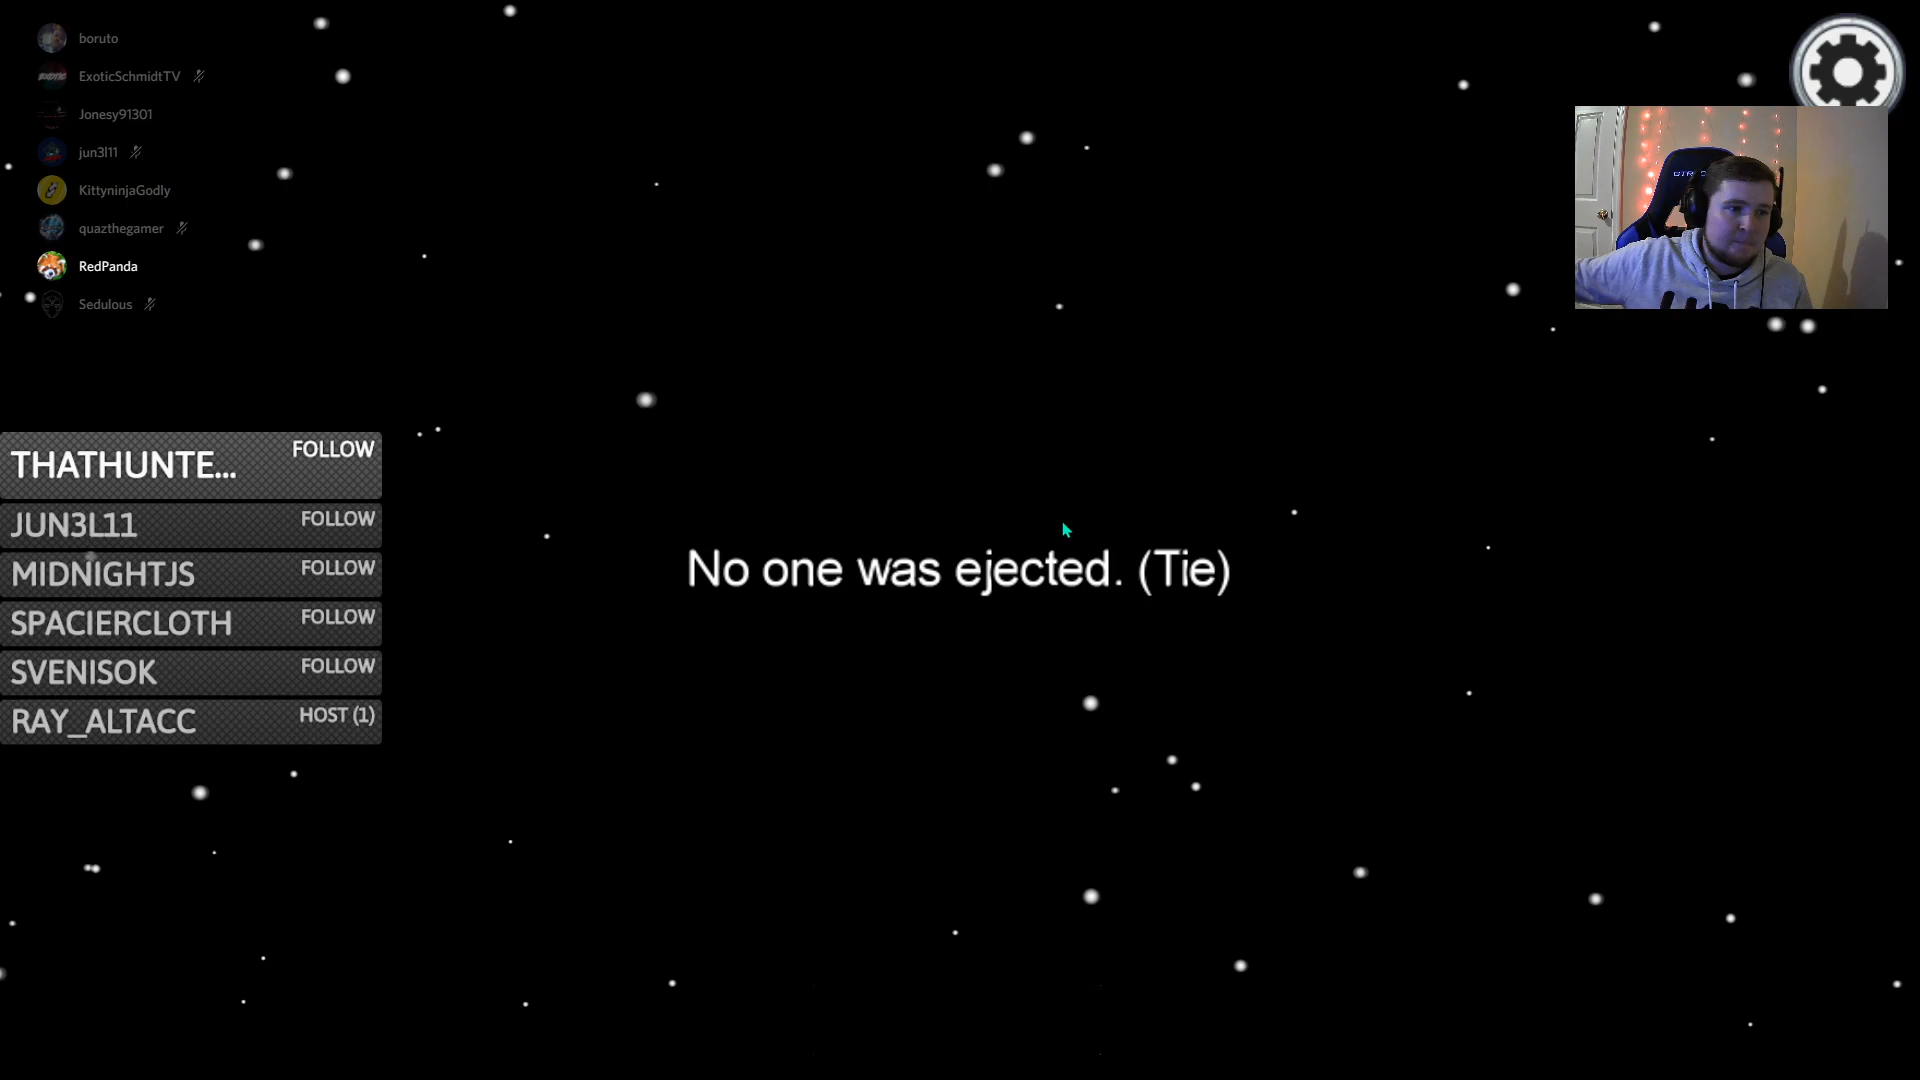 boruto
ExoticSchmidtTV
Jonesy91301
jun3l11
KittyninjaGodly
quazthegamer
RedPanda
Sedulous
THATHUNTE... FOLLOW
JUN3L11 FOLLOW
MIDNIGHTJS FOLLOW
SPACIERCLOTH FOLLOW
SVENISOK FOLLOW
RAY_ALTACC HOST (1)
No one was ejected. (Tie)